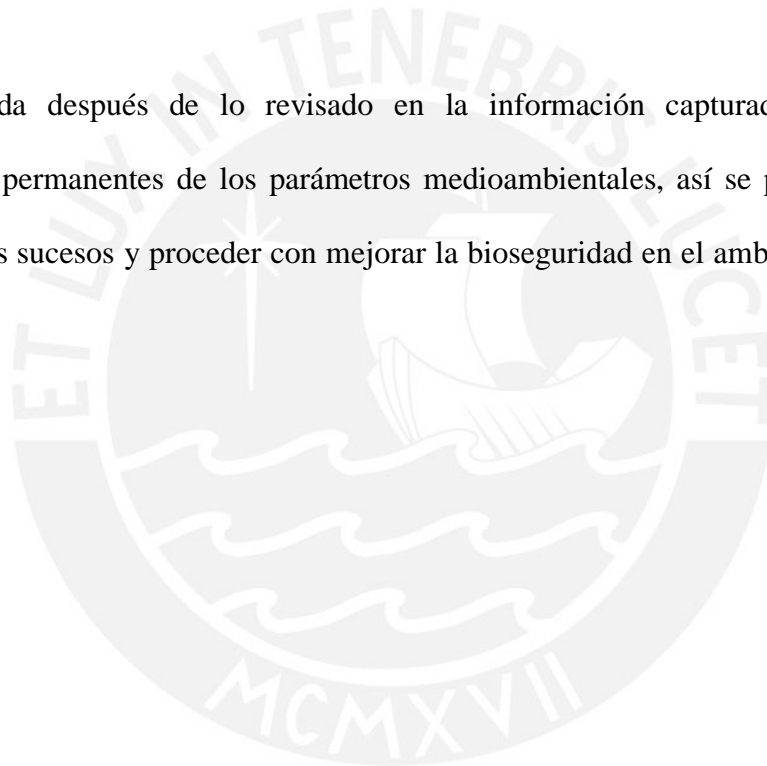 da después de lo revisado en la información capturad
permanentes de los parámetros medioambientales, así se p
s sucesos y proceder con mejorar la bioseguridad en el amb
ET LUX IN TENEBRIS LUCET
MCMXVII